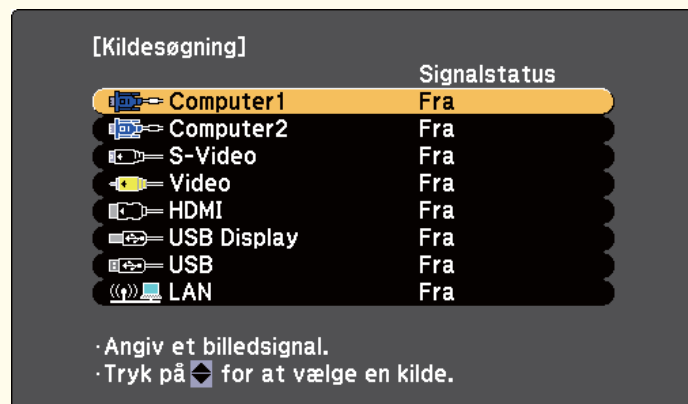 [Kildesøgning]
Signalstatus
Computer1 Fra
Computer2 Fra
S-Video Fra
Video Fra
HDMI Fra
USB Display Fra
USB Fra
LAN Fra
·Angiv et billedsignal.
·Tryk på for at vælge en kilde.